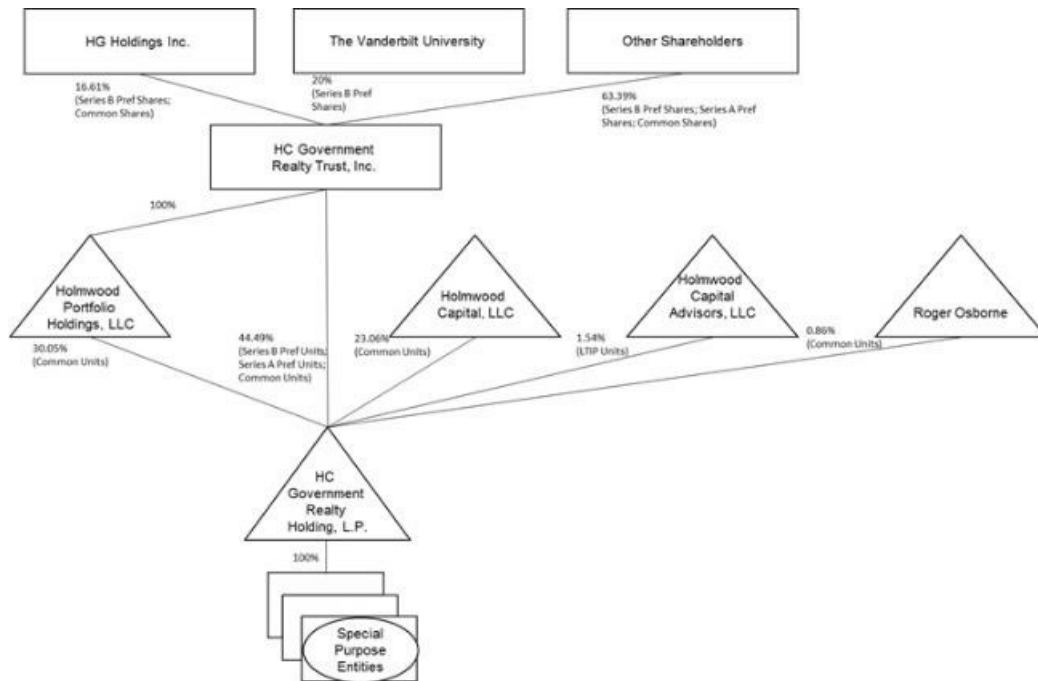 HG Holdings Inc.
The Vanderbilt University
Other Shareholders
16.61%
(Series B Pref Shares;
Common Shares)
20%
(Series B Pref
Shares)
63.39%
(Series B Pref Shares; Series A Pref
Shares; Common Shares)
HC Government
Realty Trust, Inc.
100%
Holmwood
Portfolio
Holdings, LLC
Holmwood
Capital, LLC
Holmwood
Capital
Advisors, LLC
Roger Osborne
30.05%
(Common Units)
44.49%
(Series B Pref Units;
Series A Pref Units;
Common Units)
23.06%
(Common Units)
1.54%
(LTIP Units)
0.86%
(Common Units)
HC
Government
Realty
Holding, L.P.
100%
Special
Purpose
Entities